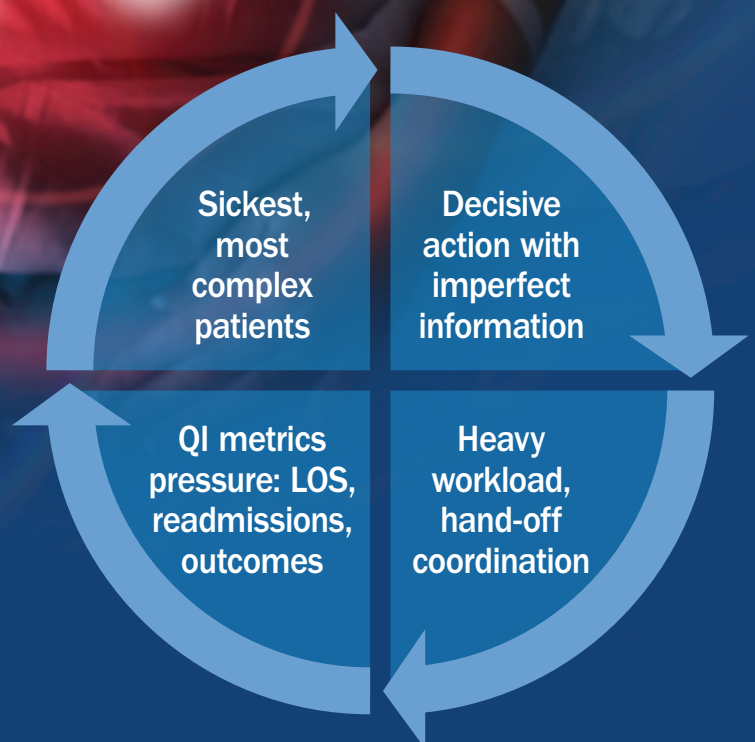 Sickest,
most
complex
patients
Decisive
action with
imperfect
information
QI metrics
pressure: LOS,
readmissions,
outcomes
Heavy
workload,
hand-off
coordination